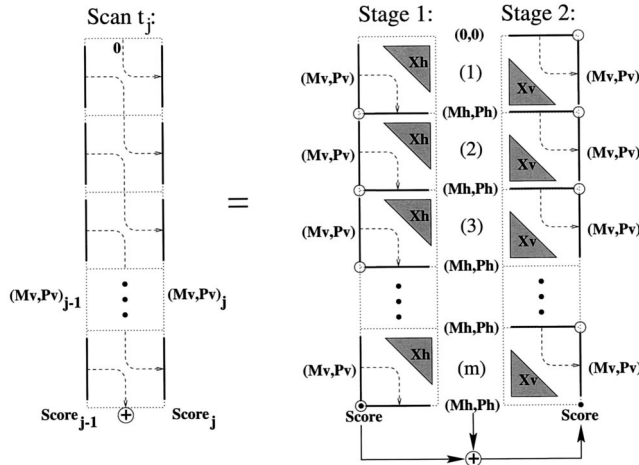 Scan t_j:
0
(Mv,Pv)_{j-1}
(Mv,Pv)_j
Score_{j-1}
+
Score_j
=
Stage 1:
Stage 2:
(0,0)
Xh
(Mv,Pv)
(1)
(Mv,Pv)
Xv
(Mh,Ph)
Xh
(Mv,Pv)
(2)
(Mv,Pv)
Xv
(Mh,Ph)
Xh
(Mv,Pv)
(3)
(Mv,Pv)
Xv
(Mh,Ph)
(Mh,Ph)
Xh
(Mv,Pv)
(m)
(Mv,Pv)
Xv
(Mh,Ph)
Score
Score
+